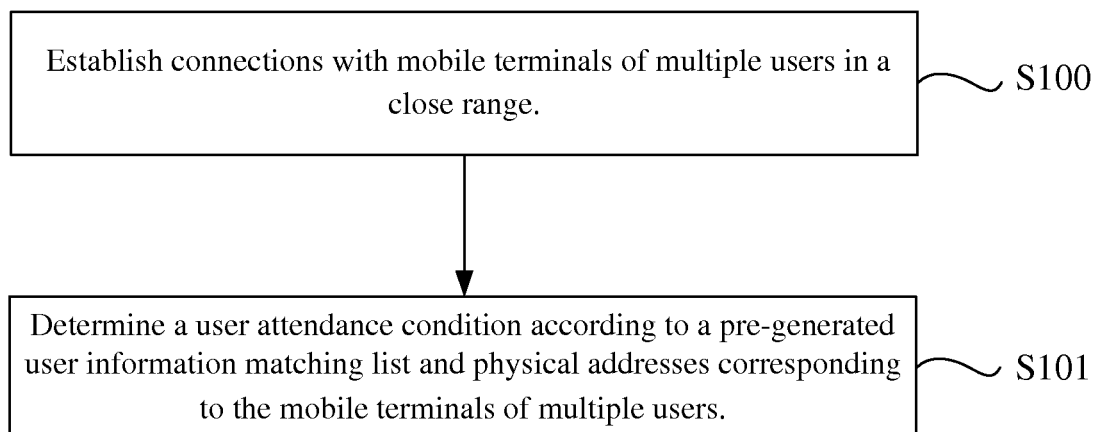 Establish connections with mobile terminals of multiple users in a
close range.
S100
Determine a user attendance condition according to a pre-generated
user information matching list and physical addresses corresponding
to the mobile terminals of multiple users.
S101